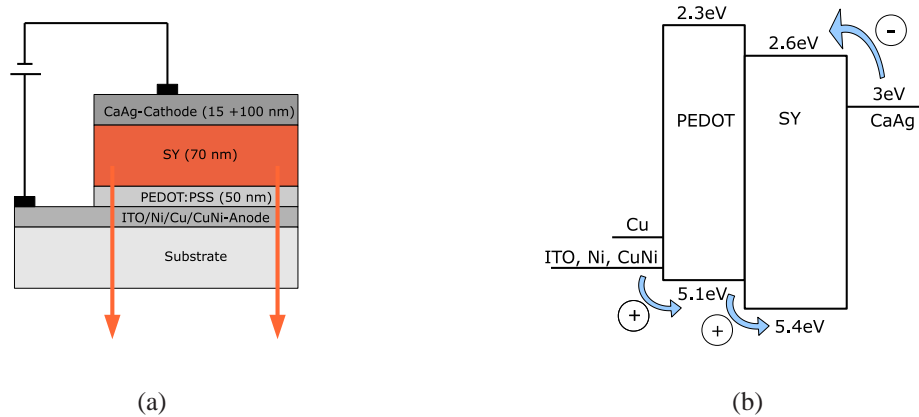 CaAg-Cathode (15 +100 nm)
SY (70 nm)
PEDOT:PSS (50 nm)
ITO/Ni/Cu/CuNi-Anode
Substrate
(a)
2.3eV
2.6eV
-
3eV
CaAg
PEDOT
SY
Cu
ITO, Ni, CuNi
5.1eV
+
+
5.4eV
(b)